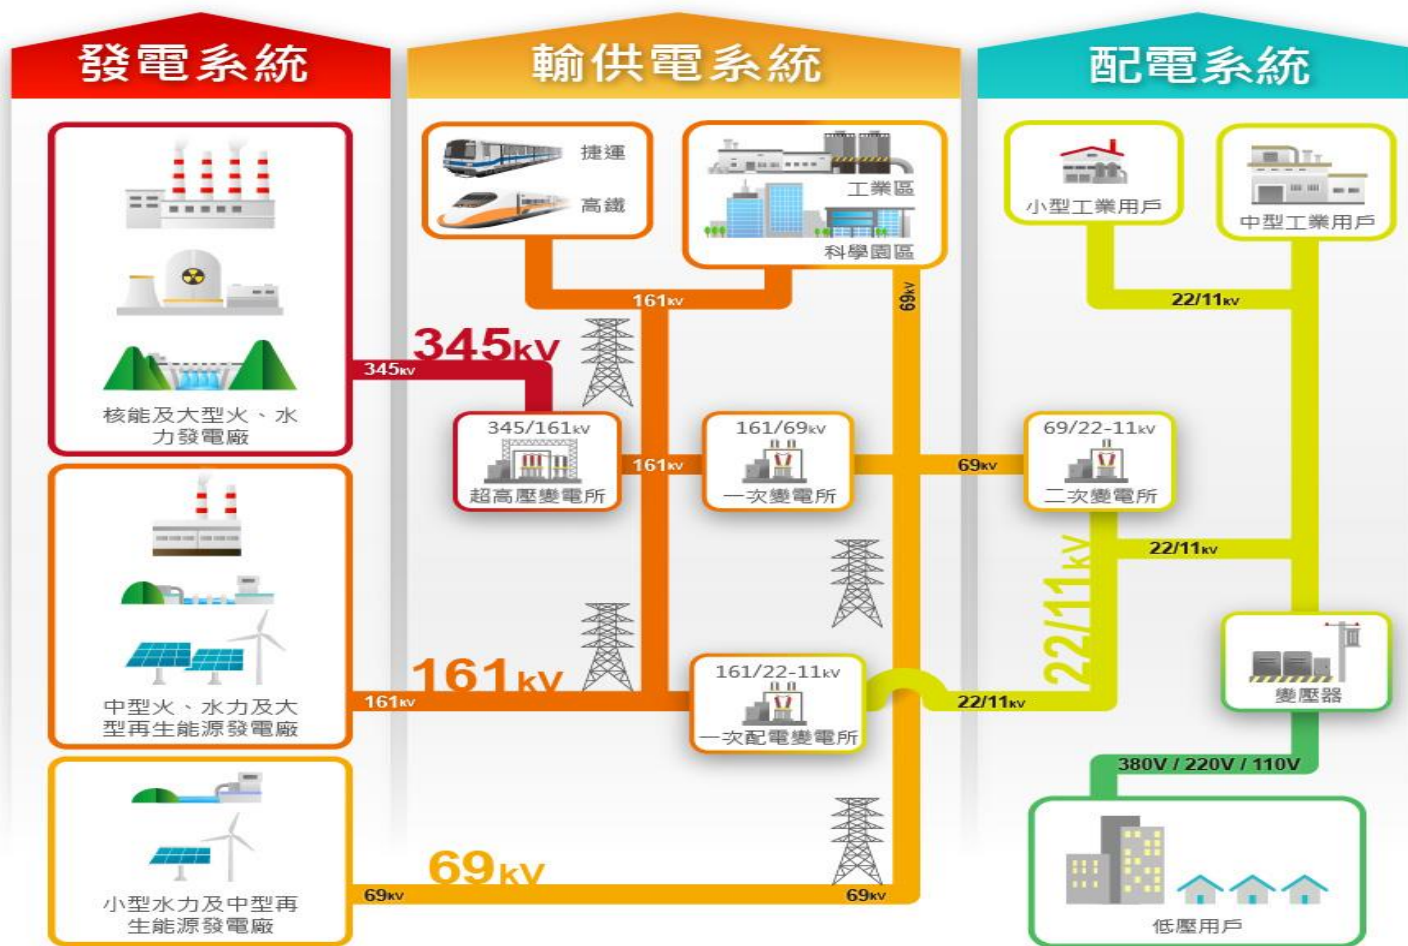 發電系統
輸供電系統
配電系統
核能及大型火、水
力發電廠
中型火、水力及大
型再生能源發電廠
小型水力及中型再
生能源發電廠
345kV
345kV
161kV
161kV
69kV
69kV
捷運
高鐵
工業區
科學園區
161kV
69kV
345/161kV
超高壓變電所
161kV
161/69kV
一次變電所
69kV
161/22-11kV
一次配電變電所
22/11kV
69kV
小型工業用戶
中型工業用戶
22/11kV
69/22-11kV
二次變電所
22/11kV
22/11kV
變壓器
380V / 220V / 110V
低壓用戶